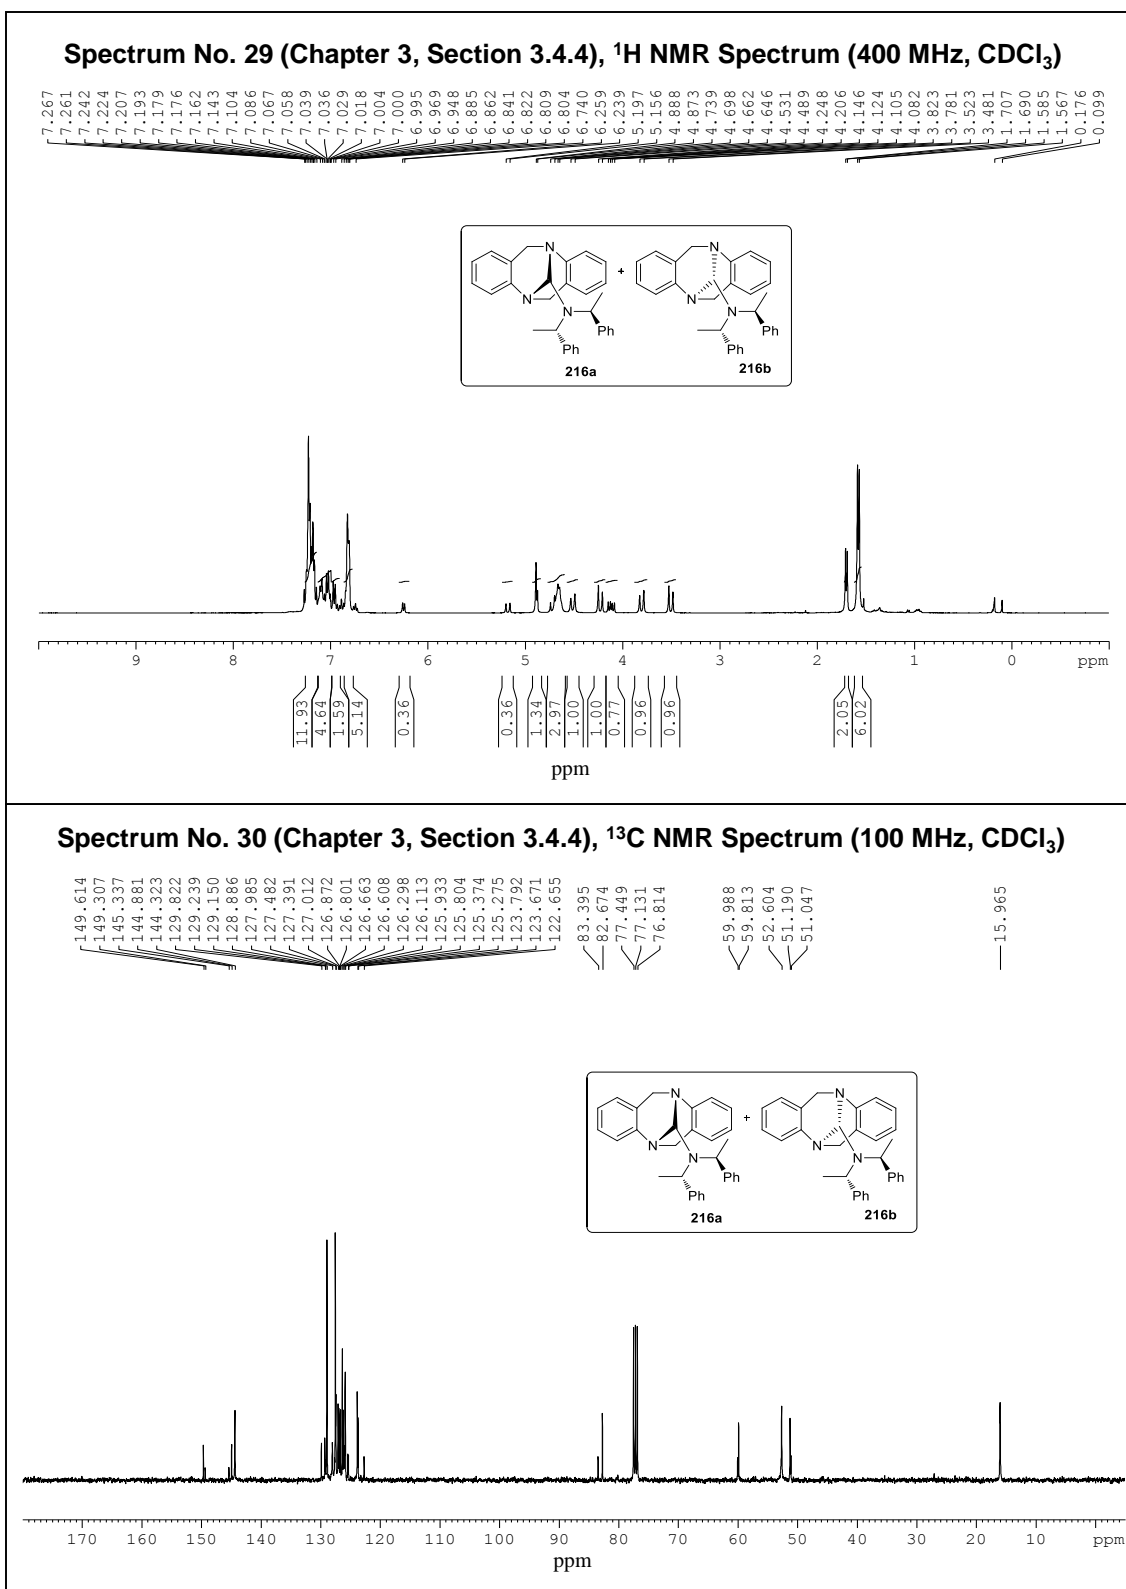 Spectrum No. 29 (Chapter 3, Section 3.4.4), ¹H NMR Spectrum (400 MHz, CDCl₃)
7.267 7.261 7.242 7.224 7.207 7.193 7.179 7.176 7.162 7.143 7.104 7.086 7.067 7.058 7.039 7.036 7.029 7.018 7.004 7.000 6.995 6.969 6.948 6.885 6.862 6.841 6.822 6.809 6.804 6.740 6.259 6.239 5.197 5.156 4.888 4.873 4.739 4.698 4.662 4.646 4.531 4.489 4.248 4.206 4.146 4.124 4.105 4.082 3.823 3.781 3.523 3.481 1.707 1.690 1.585 1.567 0.176 0.099
N N
+
N N
N N
Ph Ph
Ph Ph
216a 216b
9 8 7 6 5 4 3 2 1 0 ppm
11.93 4.64 1.59 5.14 0.36 0.36 1.34 2.97 1.00 1.00 0.77 0.96 0.96 2.05 6.02
ppm
Spectrum No. 30 (Chapter 3, Section 3.4.4), ¹³C NMR Spectrum (100 MHz, CDCl₃)
149.614 149.307 145.337 144.881 144.323 129.822 129.239 129.150 128.886 127.985 127.482 127.391 127.012 126.872 126.801 126.663 126.608 126.298 126.113 125.933 125.804 125.374 125.275 123.792 123.671 122.655 83.395 82.674 77.449 77.131 76.814 59.988 59.813 52.604 51.190 51.047 15.965
N N
+
N N
N N
Ph Ph
Ph Ph
216a 216b
170 160 150 140 130 120 110 100 90 80 70 60 50 40 30 20 10 ppm
ppm